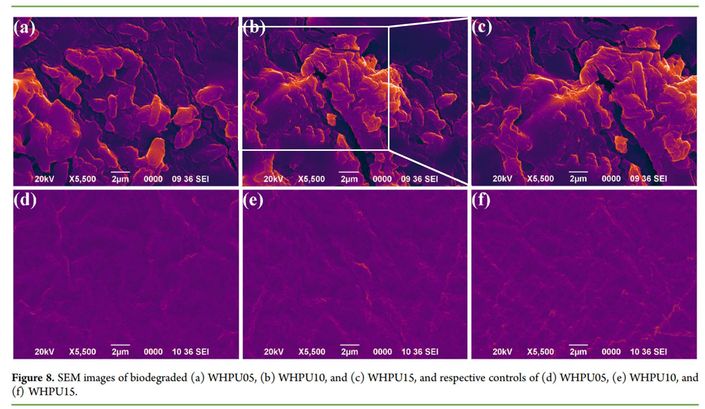 (a)
(b)
(c)
20kV X5,500 2μm 0000 09 36 SEI
20kV X5,500 2μm 0000 09 36 SEI
20kV X5,500 2μm 0000 09 36 SEI
(d)
(e)
(f)
20kV X5,500 2μm 0000 10 36 SEI
20kV X5,500 2μm 0000 10 36 SEI
20kV X5,500 2μm 0000 10 36 SEI
Figure 8. SEM images of biodegraded (a) WHPU05, (b) WHPU10, and (c) WHPU15, and respective controls of (d) WHPU05, (e) WHPU10, and
(f) WHPU15.